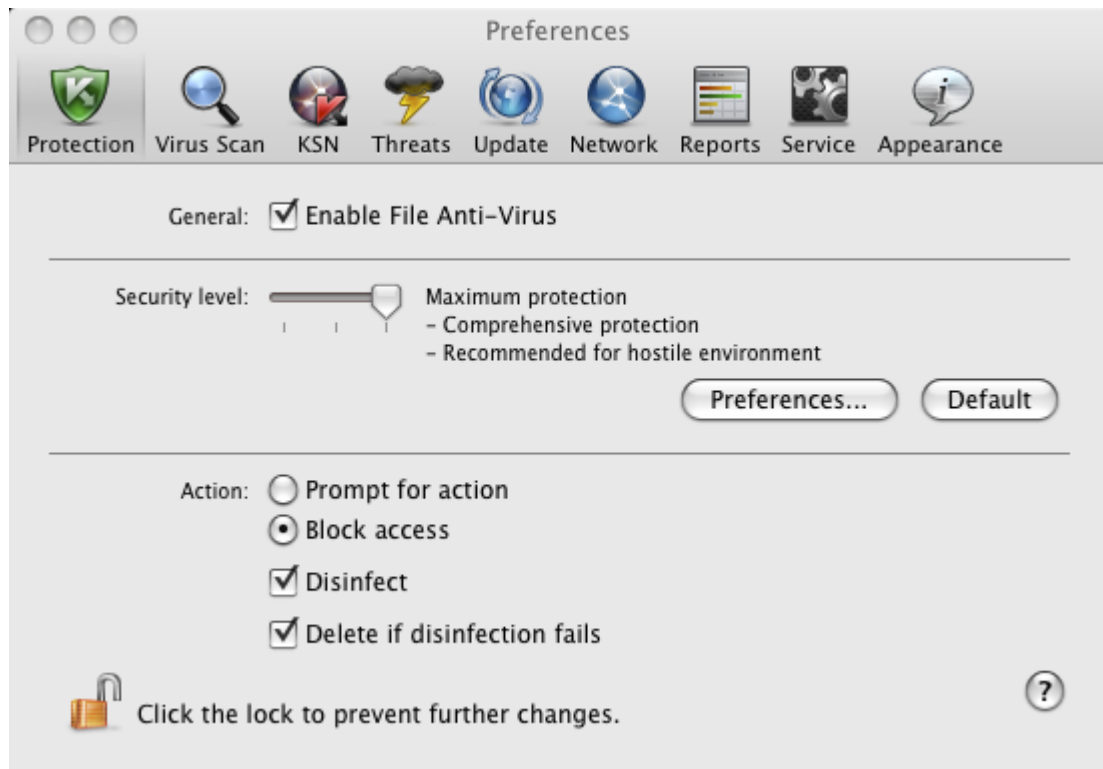 Preferences
Protection Virus Scan KSN Threats Update Network Reports Service Appearance
General: Enable File Anti-Virus
Security level: Maximum protection
- Comprehensive protection
- Recommended for hostile environment
Preferences... Default
Action: Prompt for action
Block access
Disinfect
Delete if disinfection fails
?
Click the lock to prevent further changes.